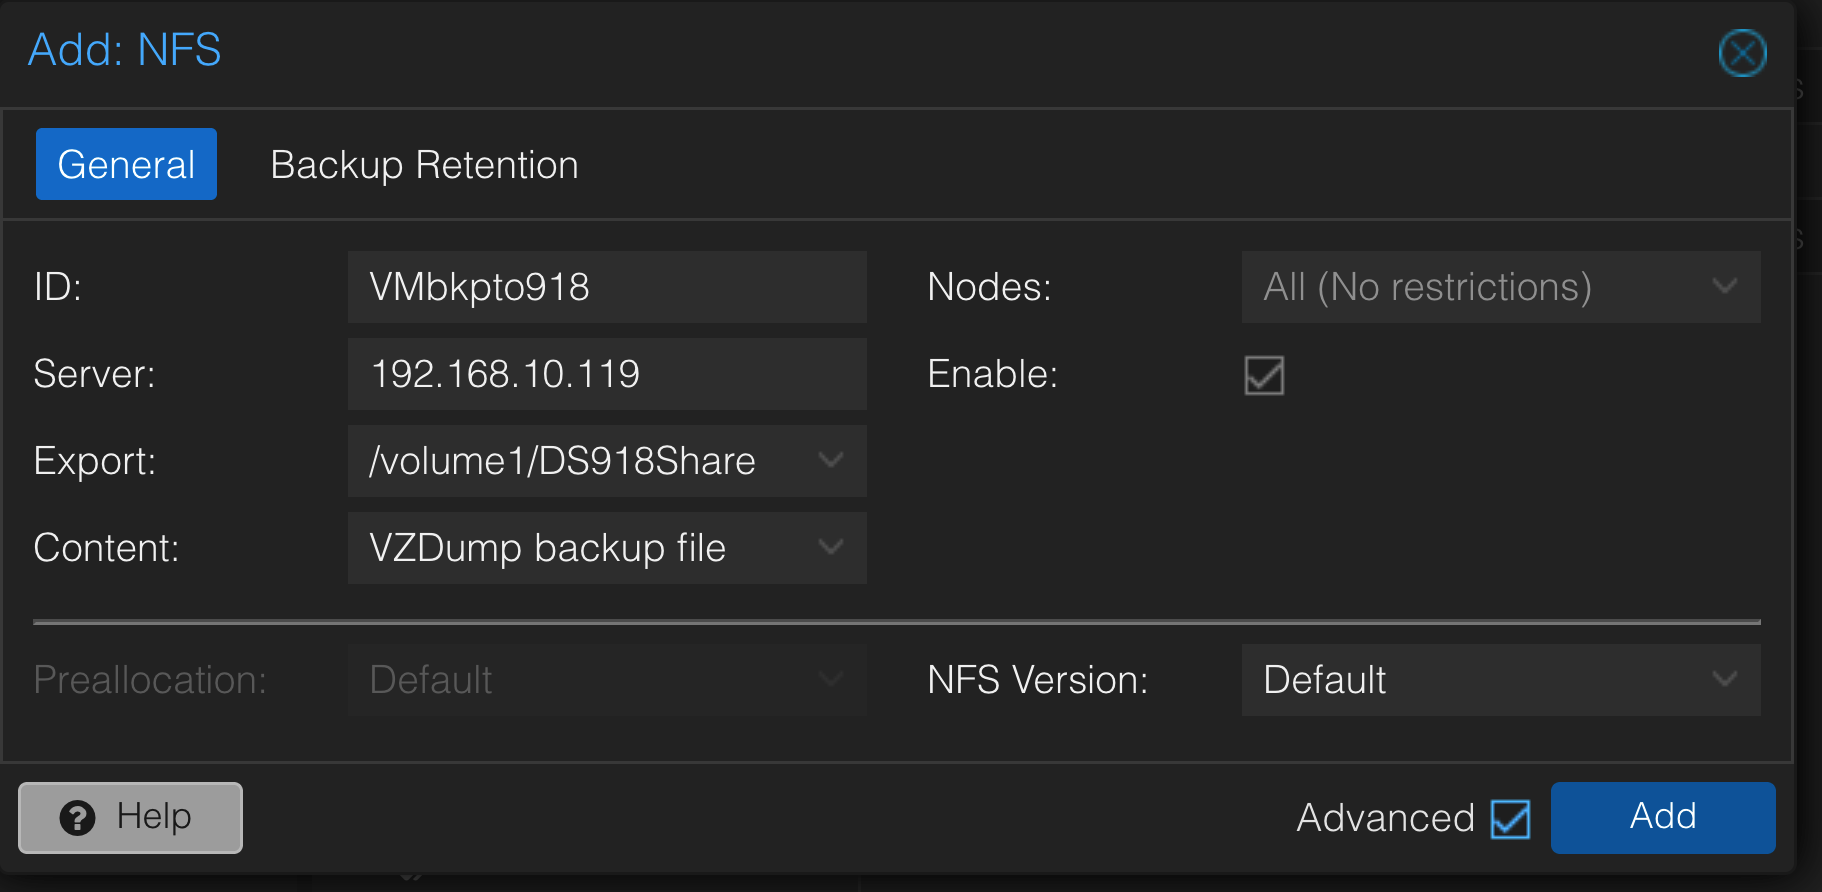 Add: NFS
General Backup Retention
ID: VMbkpto918 Nodes: All (No restrictions)
Server: 192.168.10.119 Enable:
Export: /volume1/DS918Share
Content: VZDump backup file
Preallocation: Default NFS Version: Default
Help Advanced Add